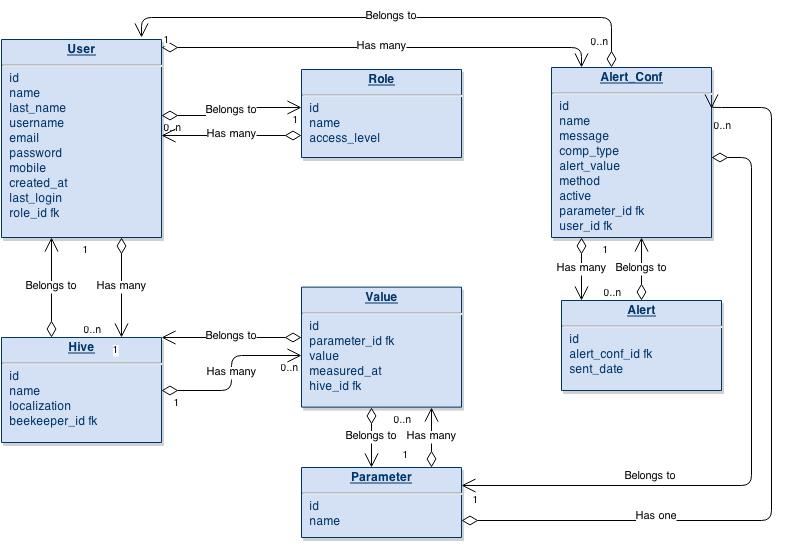 Belongs to
1
Has many
0..n
User
id
name
last_name
username
email
password
mobile
created_at
last_login
role_id fk
Role
id
name
access_level
Belongs to
1
0..n
Has many
Alert_Conf
id
name
message
comp_type
alert_value
method
active
parameter_id fk
user_id fk
0..n
1
Belongs to
Has many
0..n
1
Has many
Belongs to
0..n
Hive
1
id
name
localization
beekeeper_id fk
Value
id
parameter_id fk
value
measured_at
hive_id fk
Belongs to
Has many
0..n
1
Alert
id
alert_conf_id fk
sent_date
0..n
Belongs to
Has many
1
Parameter
id
name
Belongs to
1
Has one